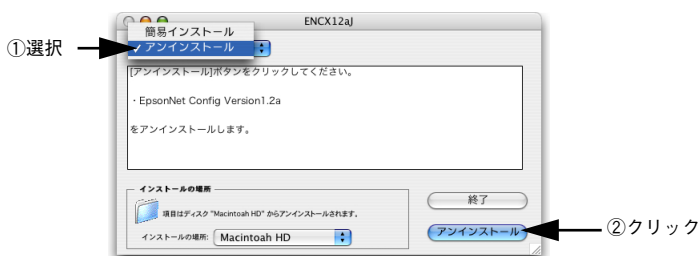 ENCX12aJ
簡易インストール
①選択
✓ アンインストール
[アンインストール]ボタンをクリックしてください。
・EpsonNet Config Version1.2a
をアンインストールします。
インストールの場所
項目はディスク "Macintoah HD" からアンインストールされます。
インストールの場所: Macintoah HD
終了
アンインストール
②クリック